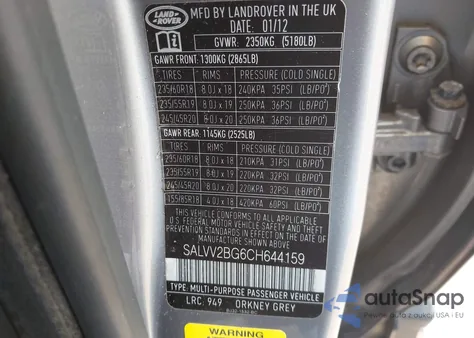 LAND ROVER
MFD BY LANDROVER IN THE UK
DATE: 01/12
GVWR. 2350KG (5180LB)
GAWR FRONT: 1300KG (2865LB)
TIRES RIMS PRESSURE (COLD SINGLE)
235/60R18 8.0J x 18 240KPA 35PSI (LB/PO²)
235/55R19 8.0J x 19 250KPA 36PSI (LB/PO²)
245/45R20 8.0J x 20 250KPA 36PSI (LB/PO²)
GAWR REAR: 1145KG (2525LB)
TIRES RIMS PRESSURE (COLD SINGLE)
235/60R18 8.0J x 18 210KPA 31PSI (LB/PO²)
235/55R19 8.0J x 19 220KPA 32PSI (LB/PO²)
245/45R20 8.0J x 20 220KPA 32PSI (LB/PO²)
155/85R18 4.0J x 18 420KPA 60PSI (LB/PO²)
THIS VEHICLE CONFORMS TO ALL APPLICABLE
U.S. FEDERAL MOTOR VEHICLE SAFETY AND THEFT
PREVENTION STANDARDS IN EFFECT ON THE DATE OF
MANUFACTURE SHOWN ABOVE.
SALVV2BG6CH644159
TYPE: MULTI-PURPOSE PASSENGER VEHICLE
LRC. 949 ORKNEY GREY
WARNING
autoSnap
Auto z dostawą z aukcji USA i EU